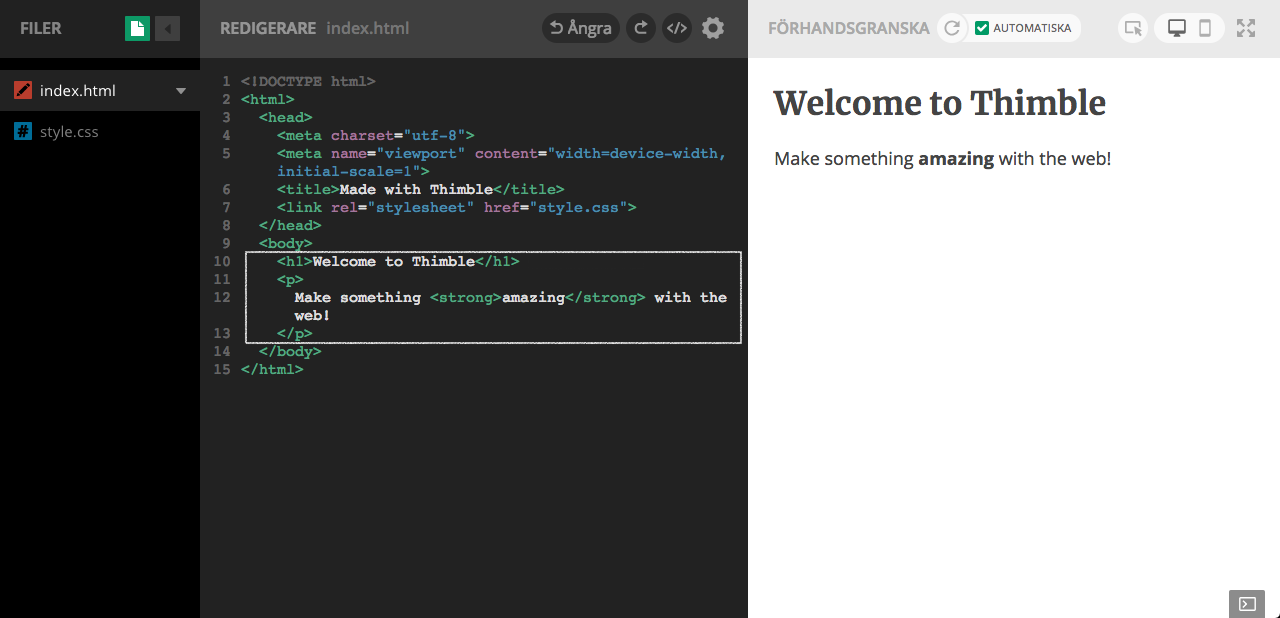 FILER
index.html
style.css
REDIGERARE index.html
Ångra
1 <!DOCTYPE html>
2 <html>
3 <head>
4 <meta charset="utf-8">
5 <meta name="viewport" content="width=device-width,
initial-scale=1">
6 <title>Made with Thimble</title>
7 <link rel="stylesheet" href="style.css">
8 </head>
9 <body>
10 <h1>Welcome to Thimble</h1>
11 <p>
12 Make something <strong>amazing</strong> with the
web!
13 </p>
14 </body>
15 </html>
FÖRHANDSGRANSKA
AUTOMATISKA
Welcome to Thimble
Make something amazing with the web!